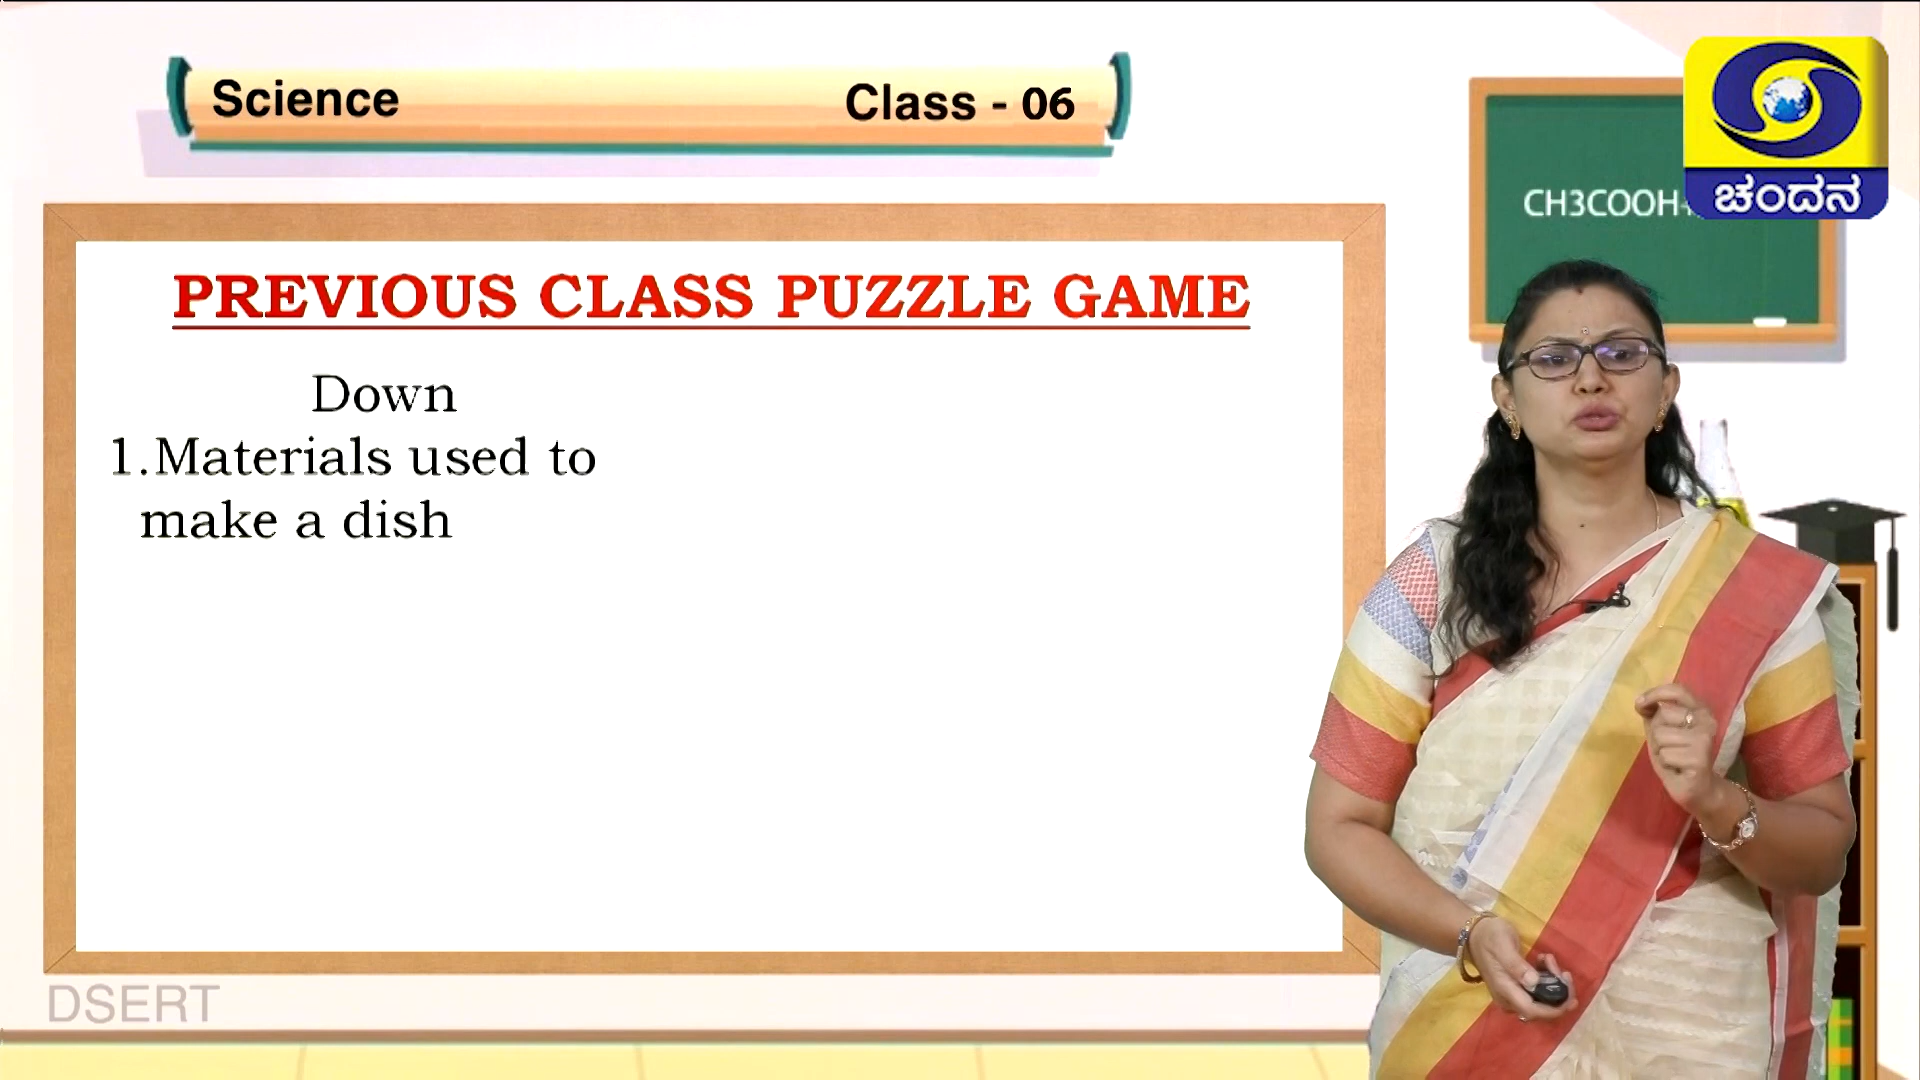 Science
Class - 06
CH3COOH+
ಚಂದನ
PREVIOUS CLASS PUZZLE GAME
Down
1.Materials used to
make a dish
DSERT